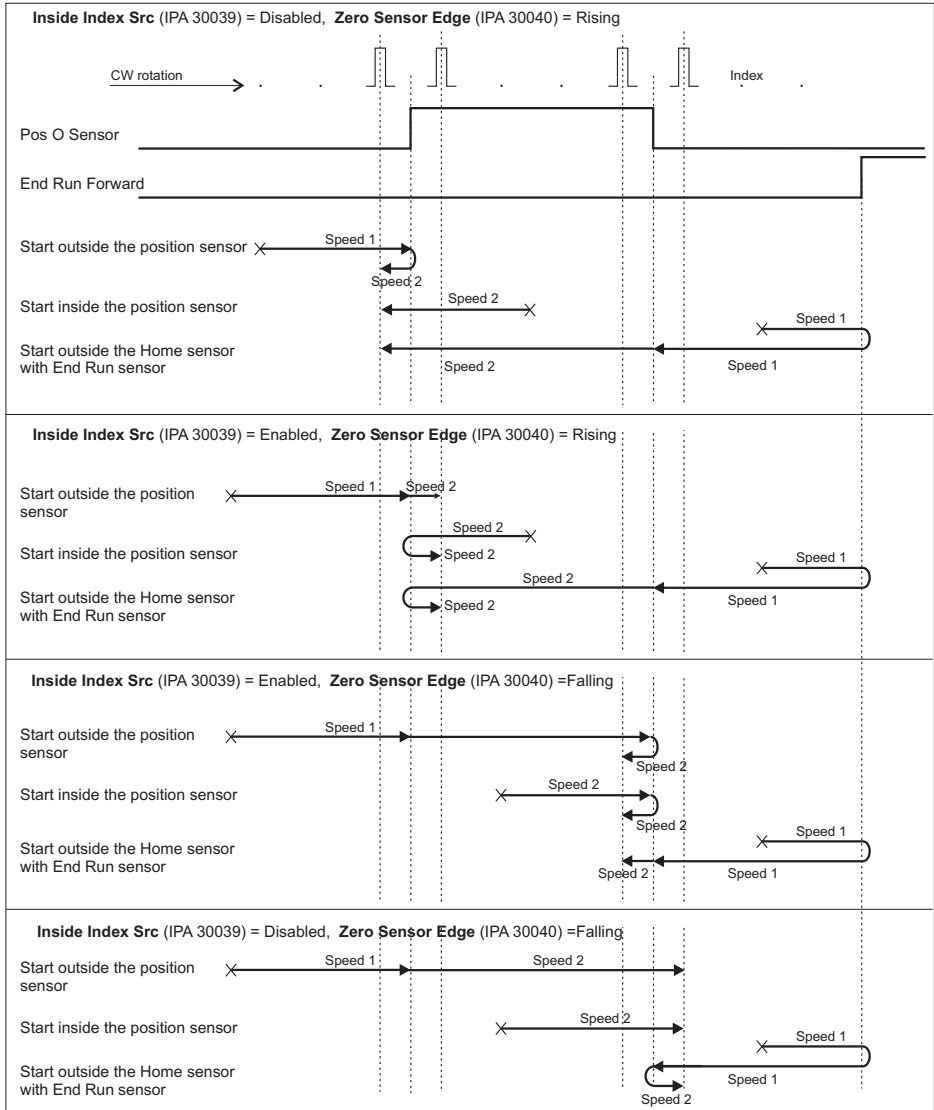 Inside Index Src (IPA 30039) = Disabled, Zero Sensor Edge (IPA 30040) = Rising
CW rotation
Index
Pos O Sensor
End Run Forward
Start outside the position sensor
Speed 1
Speed 2
Start inside the position sensor
Speed 2
Speed 1
Start outside the Home sensor
with End Run sensor
Speed 2
Speed 1
Inside Index Src (IPA 30039) = Enabled, Zero Sensor Edge (IPA 30040) = Rising
Start outside the position
sensor
Speed 1
Speed 2
Speed 2
Start inside the position sensor
Speed 2
Speed 1
Speed 2
Start outside the Home sensor
with End Run sensor
Speed 2
Speed 1
Inside Index Src (IPA 30039) = Enabled, Zero Sensor Edge (IPA 30040) =Falling
Start outside the position
sensor
Speed 1
Speed 2
Start inside the position sensor
Speed 2
Speed 2
Speed 1
Start outside the Home sensor
with End Run sensor
Speed 2
Speed 1
Inside Index Src (IPA 30039) = Disabled, Zero Sensor Edge (IPA 30040) =Falling
Start outside the position
sensor
Speed 1
Speed 2
Start inside the position sensor
Speed 2
Speed 1
Start outside the Home sensor
with End Run sensor
Speed 1
Speed 2